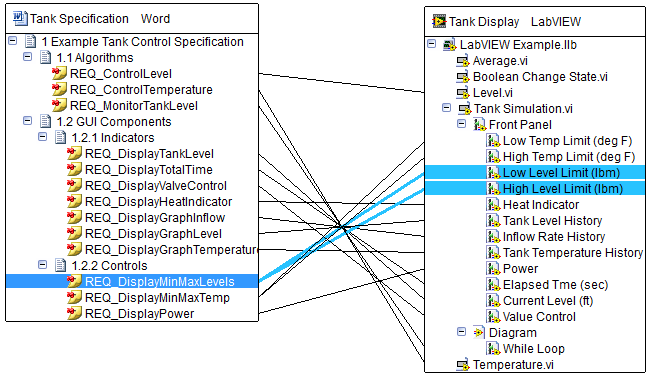 Tank Specification Word
1 Example Tank Control Specification
1.1 Algorithms
REQ_ControlLevel
REQ_ControlTemperature
REQ_MonitorTankLevel
1.2 GUI Components
1.2.1 Indicators
REQ_DisplayTankLevel
REQ_DisplayTotalTime
REQ_DisplayValveControl
REQ_DisplayHeatIndicator
REQ_DisplayGraphInflow
REQ_DisplayGraphLevel
REQ_DisplayGraphTemperature
1.2.2 Controls
REQ_DisplayMinMaxLevels
REQ_DisplayMinMaxTemp
REQ_DisplayPower
Tank Display LabVIEW
LabVIEW Example.llb
Average.vi
Boolean Change State.vi
Level.vi
Tank Simulation.vi
Front Panel
Low Temp Limit (deg F)
High Temp Limit (deg F)
Low Level Limit (lbm)
High Level Limit (lbm)
Heat Indicator
Tank Level History
Inflow Rate History
Tank Temperature History
Power
Elapsed Tme (sec)
Current Level (ft)
Value Control
Diagram
While Loop
Temperature.vi